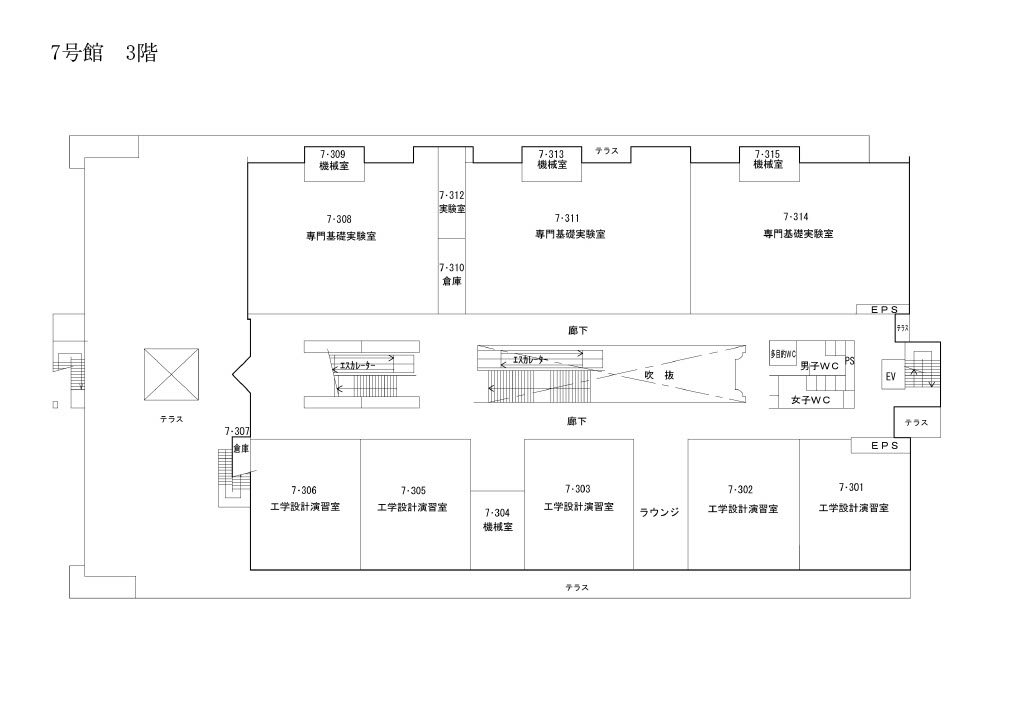 7号館　3階
7-309
機械室
7-313
機械室
テラス
7-315
機械室
7-312
実験室
7-308
専門基礎実験室
7-311
専門基礎実験室
7-314
専門基礎実験室
7-310
倉庫
EPS
廊下
テラス
エスカレーター
エスカレーター
吹　抜
多目的WC
男子WC
PS
EV
女子WC
テラス
廊下
テラス
7-307
倉庫
EPS
7-306
工学設計演習室
7-305
工学設計演習室
7-304
機械室
7-303
工学設計演習室
ラウンジ
7-302
工学設計演習室
7-301
工学設計演習室
テラス